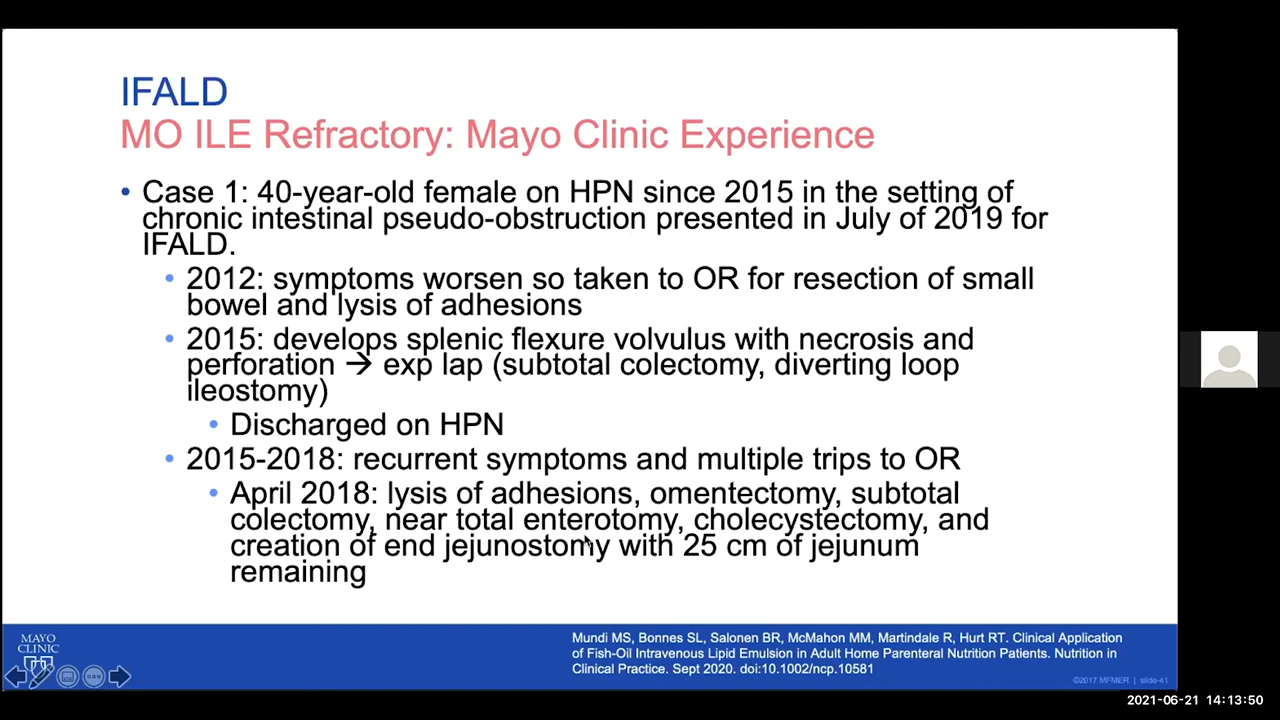 IFALD
MO ILE Refractory: Mayo Clinic Experience
• Case 1: 40-year-old female on HPN since 2015 in the setting of
chronic intestinal pseudo-obstruction presented in July of 2019 for
IFALD.
• 2012: symptoms worsen so taken to OR for resection of small
bowel and lysis of adhesions
• 2015: develops splenic flexure volvulus with necrosis and
perforation → exp lap (subtotal colectomy, diverting loop
ileostomy)
• Discharged on HPN
• 2015-2018: recurrent symptoms and multiple trips to OR
• April 2018: lysis of adhesions, omentectomy, subtotal
colectomy, near total enterotomy, cholecystectomy, and
creation of end jejunostomy with 25 cm of jejunum
remaining
MAYO
CLINIC
Mundi MS, Bonnes SL, Salonen BR, McMahon MM, Martindale R, Hurt RT. Clinical Application
of Fish-Oil Intravenous Lipid Emulsion in Adult Home Parenteral Nutrition Patients. Nutrition in
Clinical Practice. Sept 2020. doi:10.1002/ncp.10581
©2017 MFMER | slide-41
2021-06-21 14:13:50